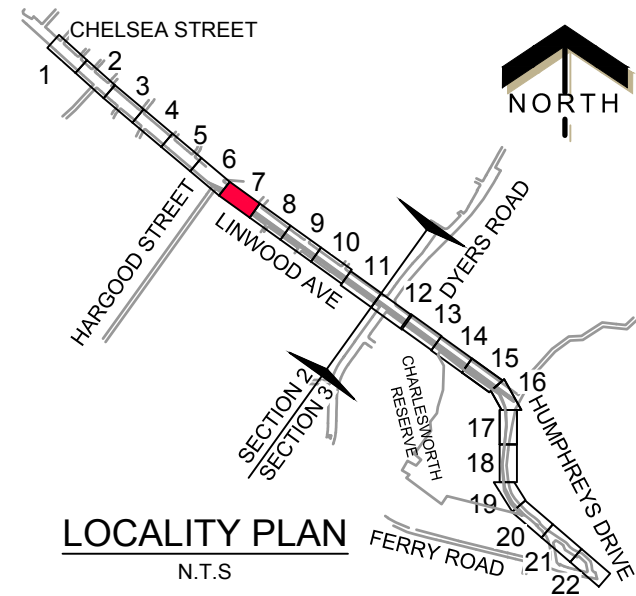 CHELSEA STREET
NORTH
1
2
3
4
5
6
7
8
9
10
11
12
13
14
15
16
17
18
19
20
21
22
HARGOOD STREET
LINWOOD AVE
DYERS ROAD
SECTION 2
SECTION 3
CHARLESWORTH
RESERVE
HUMPHREYS DRIVE
FERRY ROAD
LOCALITY PLAN
N.T.S